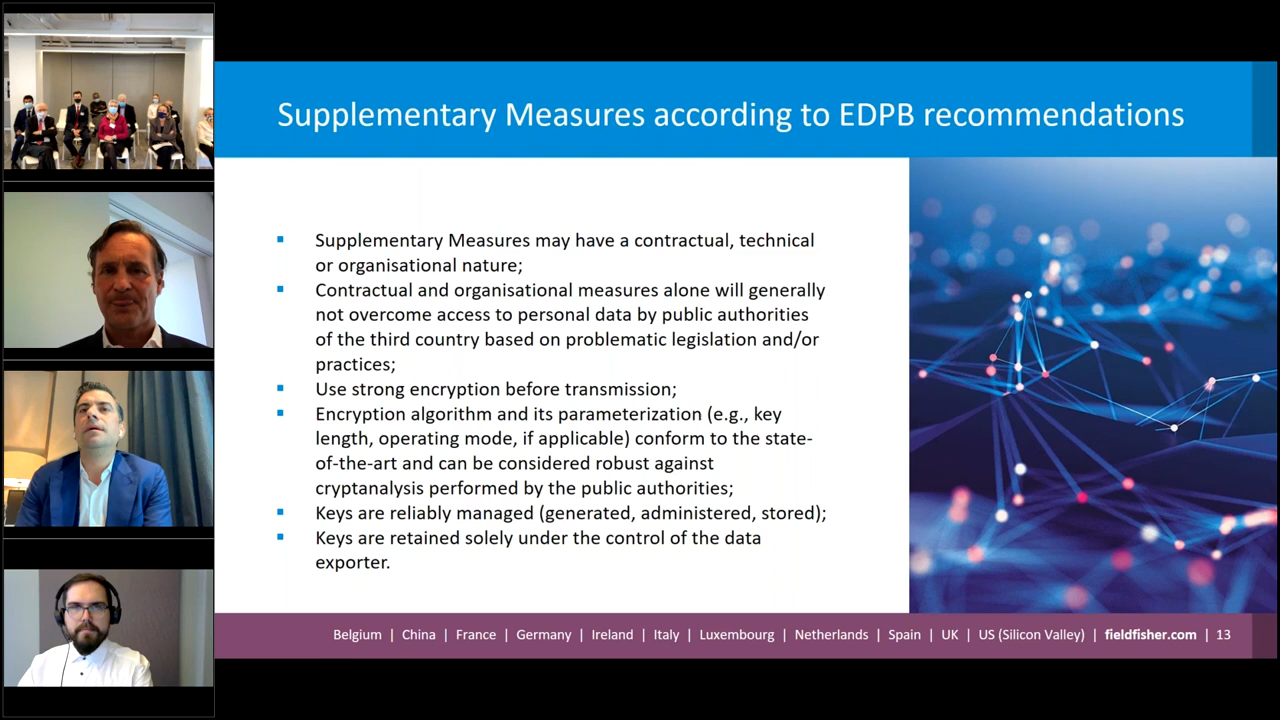 Supplementary Measures according to EDPB recommendations
Supplementary Measures may have a contractual, technical
or organisational nature;
Contractual and organisational measures alone will generally
not overcome access to personal data by public authorities
of the third country based on problematic legislation and/or
practices;
Use strong encryption before transmission;
Encryption algorithm and its parameterization (e.g., key
length, operating mode, if applicable) conform to the state-
of-the-art and can be considered robust against
cryptanalysis performed by the public authorities;
Keys are reliably managed (generated, administered, stored);
Keys are retained solely under the control of the data
exporter.
Belgium | China | France | Germany | Ireland | Italy | Luxembourg | Netherlands | Spain | UK | US (Silicon Valley) | fieldfisher.com | 13